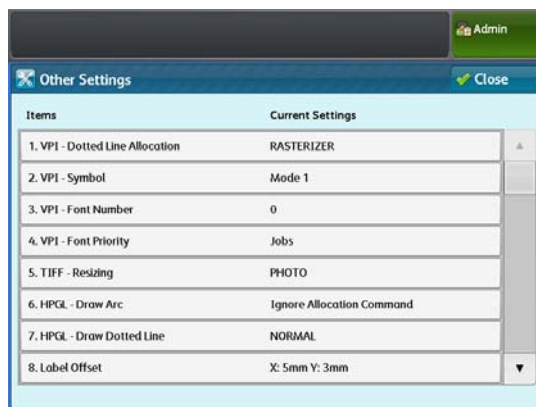 Admin
Other Settings
Close
Items Current Settings
1. VPI - Dotted Line Allocation RASTERIZER
2. VPI - Symbol Mode 1
3. VPI - Font Number 0
4. VPI - Font Priority Jobs
5. TIFF - Resizing PHOTO
6. HPGL - Draw Arc Ignore Allocation Command
7. HPGL - Draw Dotted Line NORMAL
8. Label Offset X: 5mm Y: 3mm